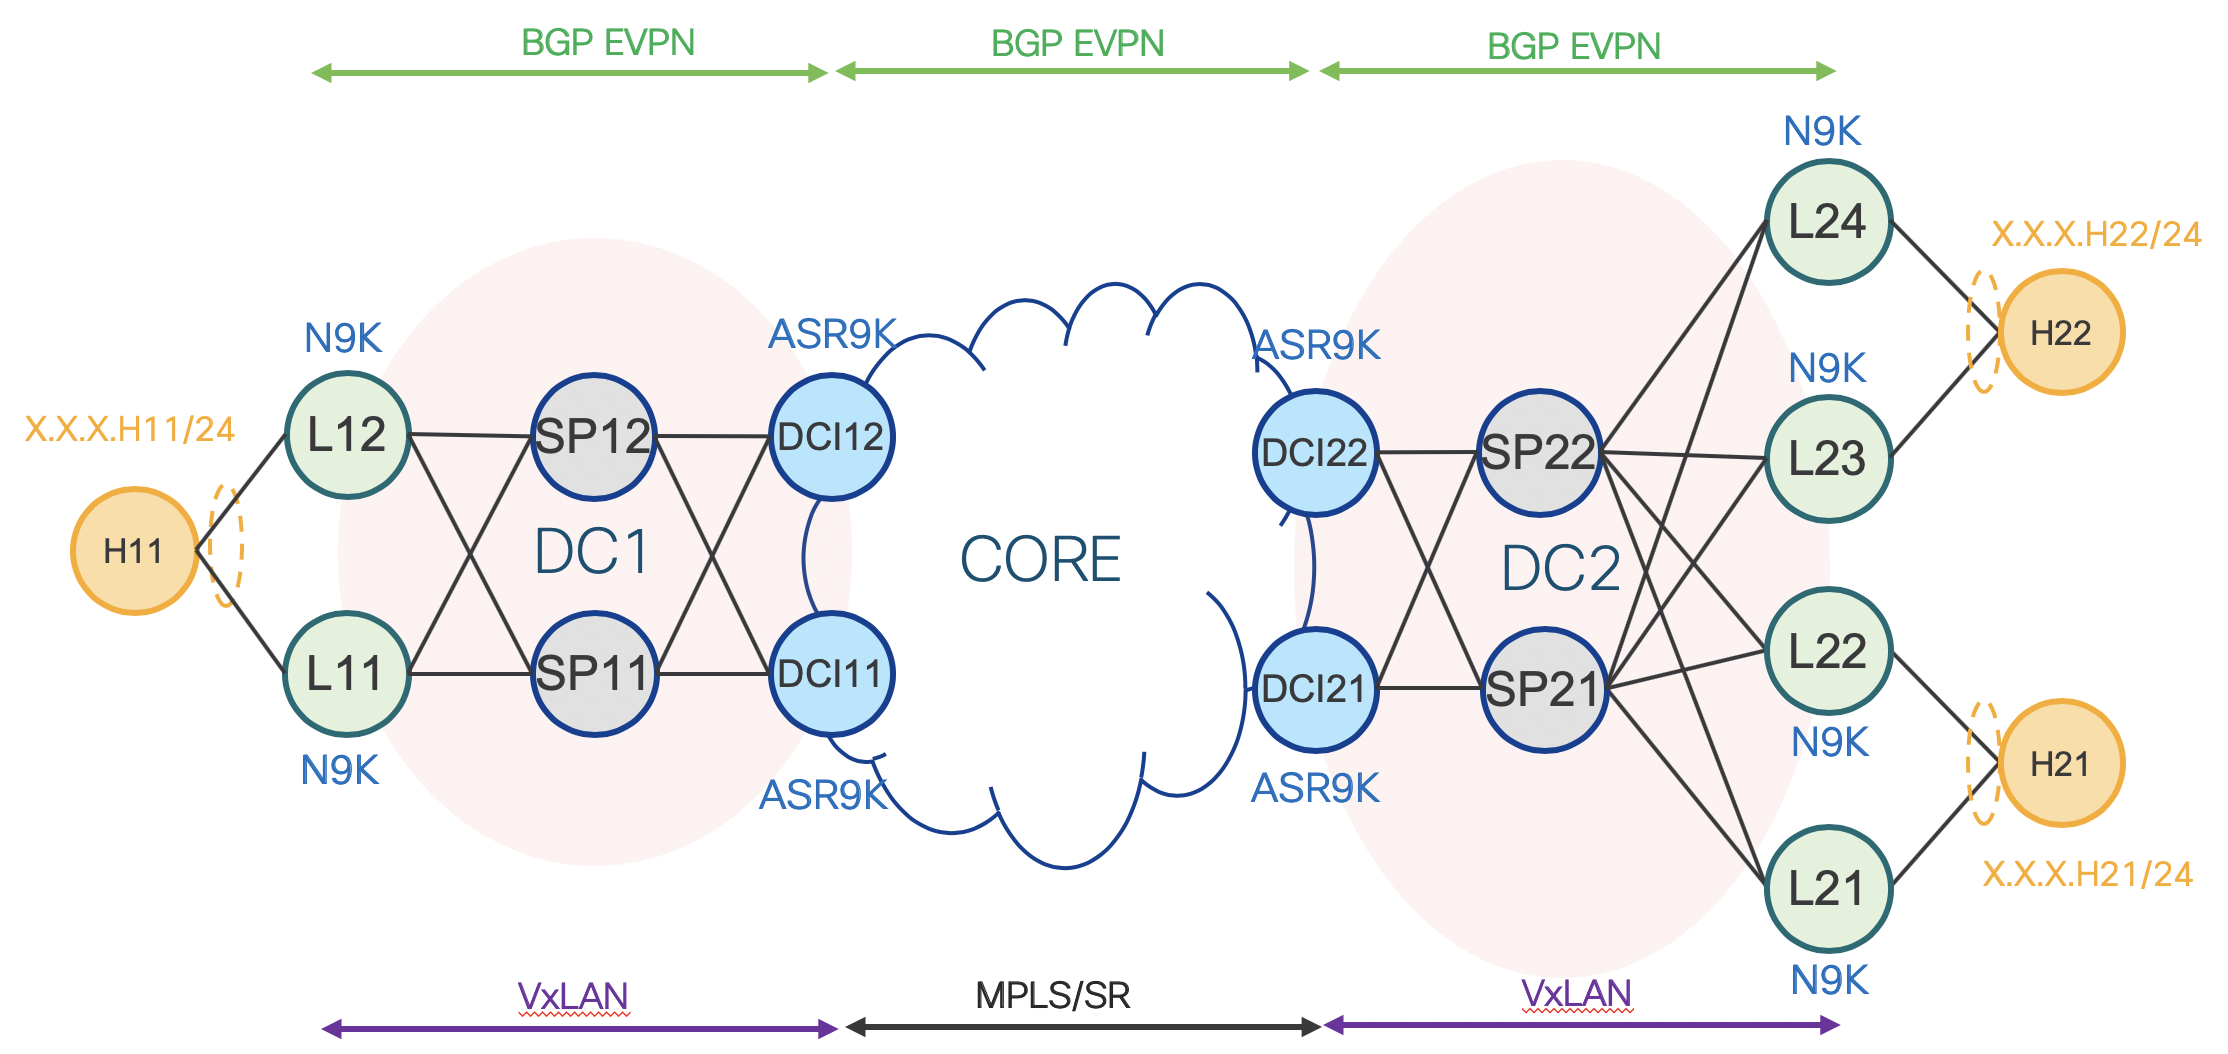 BGP EVPN
BGP EVPN
BGP EVPN
N9K
L24
X.X.X.H22/24
H22
N9K
L23
N9K
L12
X.X.X.H11/24
H11
L11
N9K
SP12
DC1
SP11
ASR9K
DCI12
DCI11
ASR9K
CORE
ASR9K
DCI22
DCI21
ASR9K
SP22
DC2
SP21
L22
N9K
H21
X.X.X.H21/24
L21
N9K
VxLAN
MPLS/SR
VxLAN